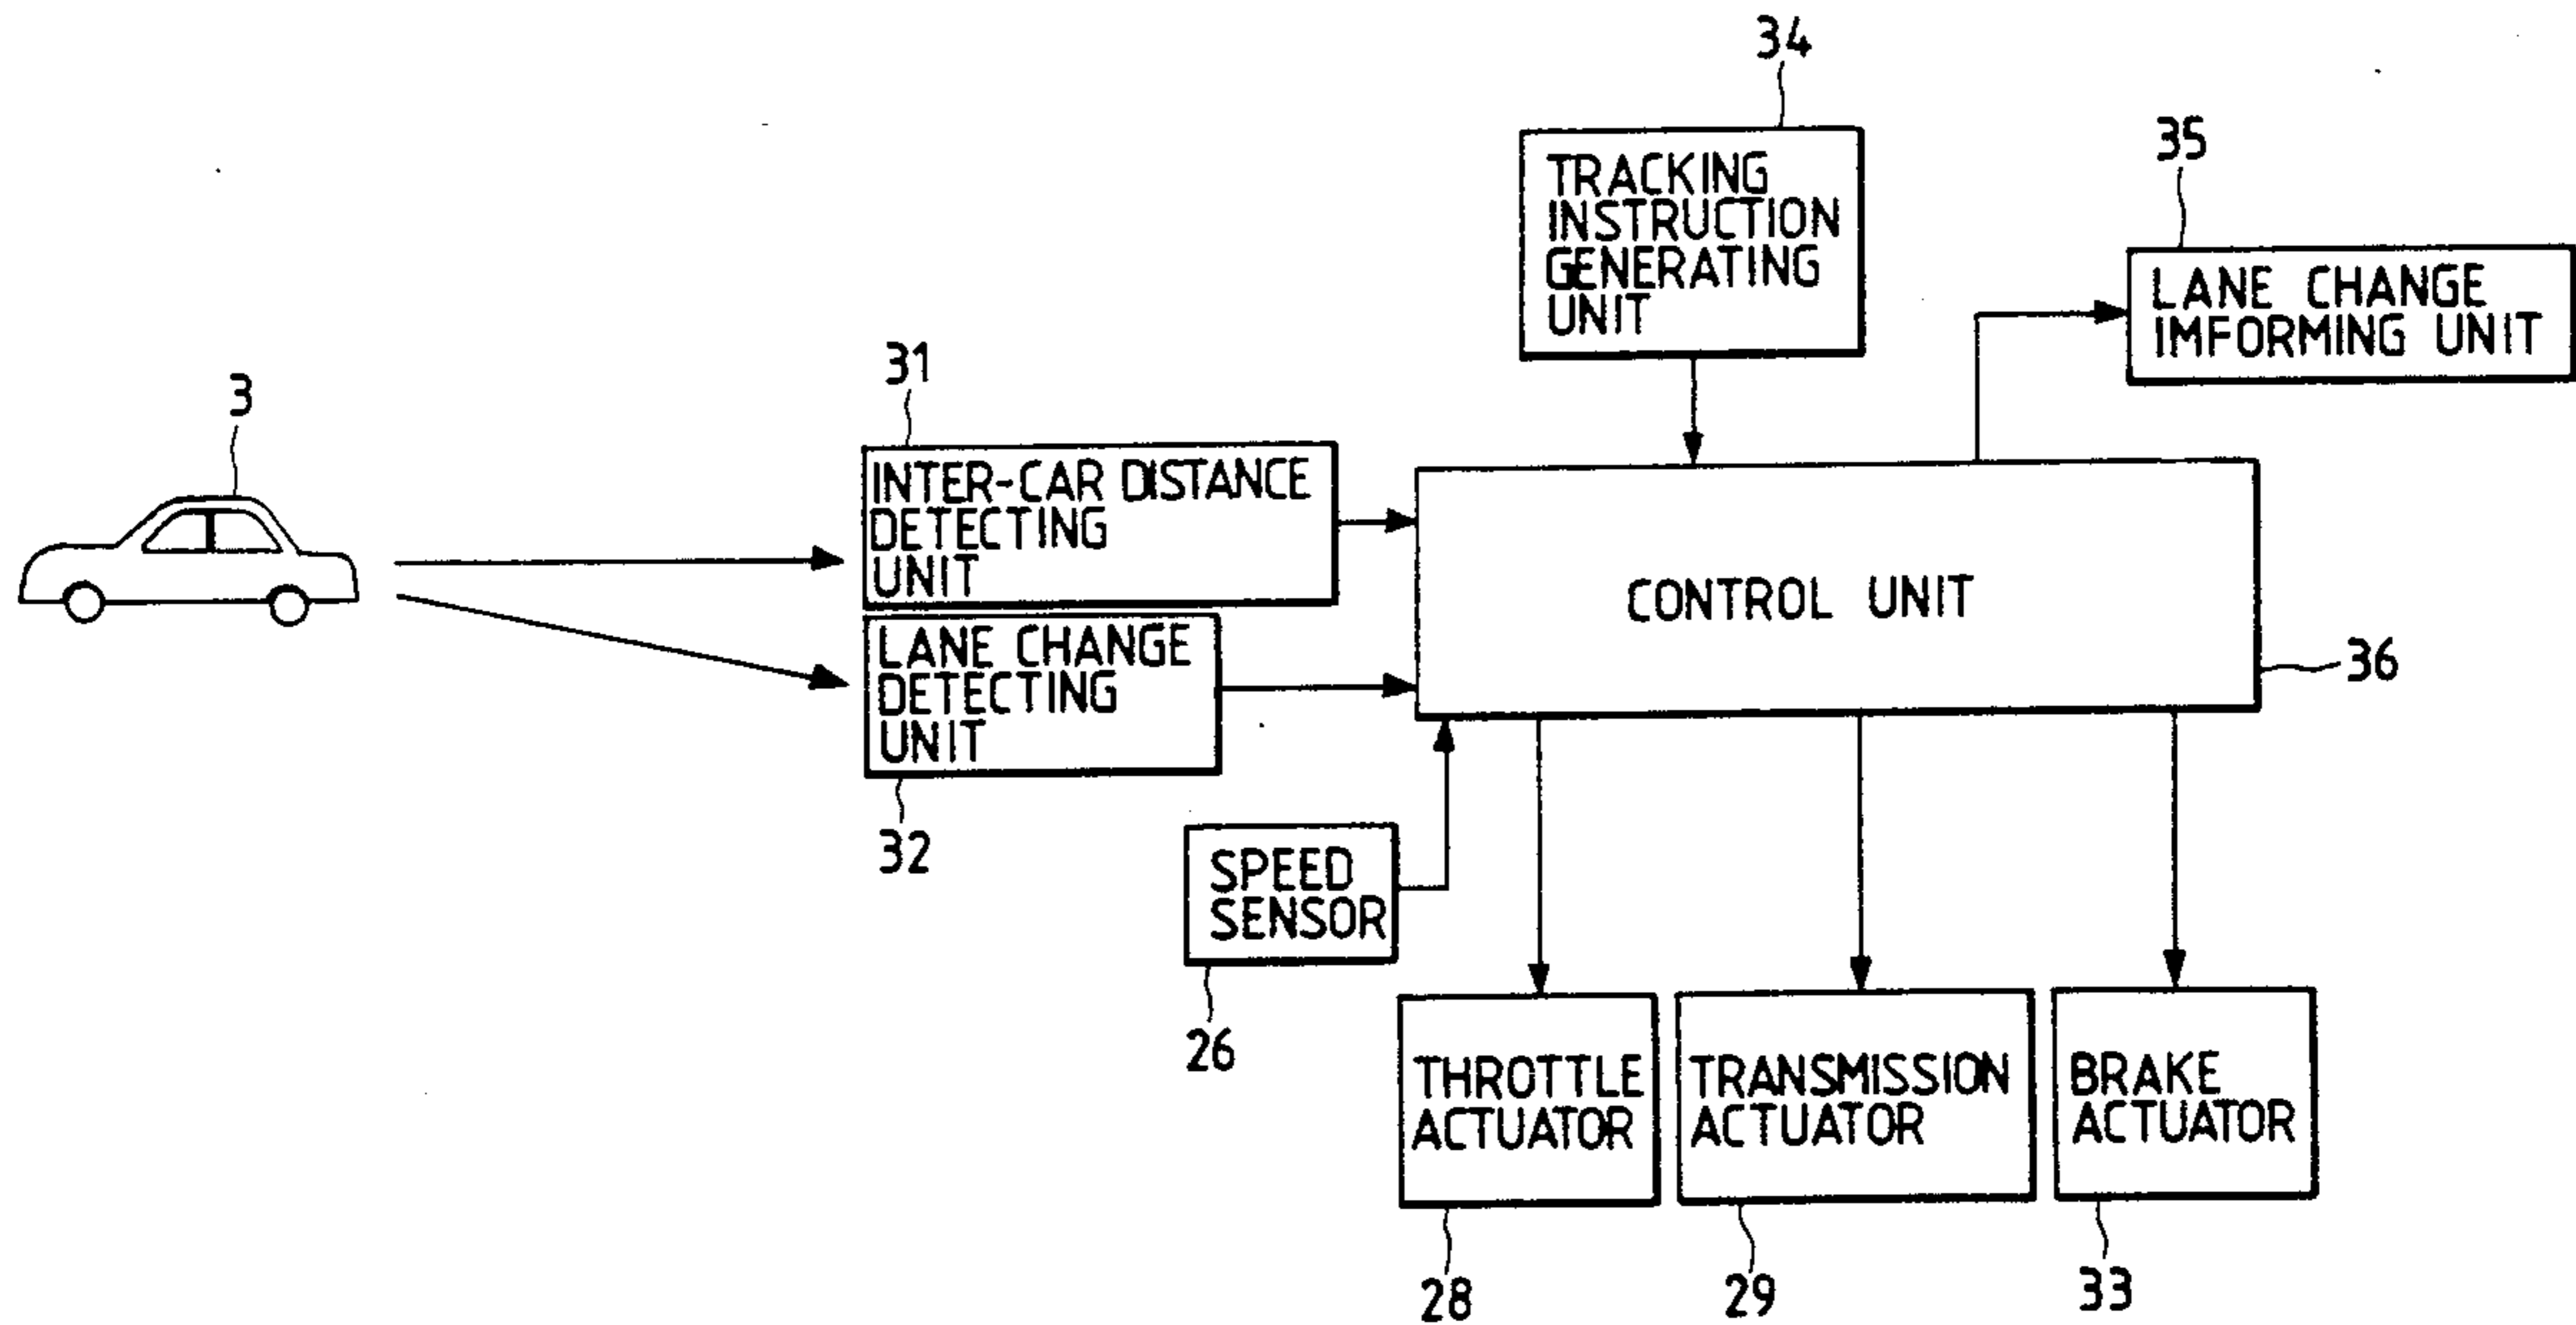 34
TRACKING
INSTRUCTION
GENERATING
UNIT
35
LANE CHANGE
IMFORMING UNIT
3
31
INTER-CAR DISTANCE
DETECTING
UNIT
CONTROL UNIT
36
LANE CHANGE
DETECTING
UNIT
32
SPEED
SENSOR
26
THROTTLE
ACTUATOR
28
TRANSMISSION
ACTUATOR
29
BRAKE
ACTUATOR
33